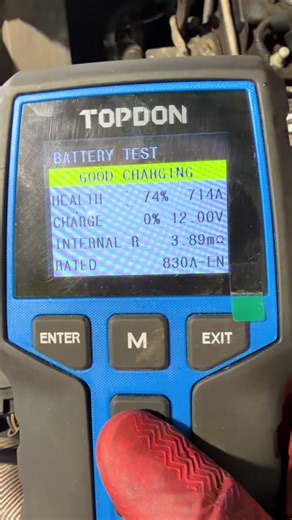 TOPDON
BATTERY TEST
GOOD CHARGING
HEALTH : 74% 714A
CHARGE 0% 12.00V
INTERNAL R 3.89mΩ
RATED 830A-EN
ENTER M EXIT